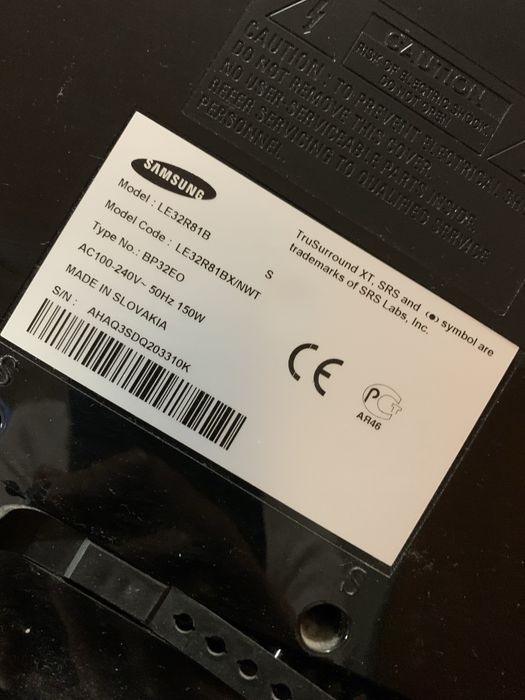 CAUTION
RISK OF ELECTRIC SHOCK
DO NOT OPEN
CAUTION : TO PREVENT ELECTRICAL
DO NOT REMOVE THIS COVER.
NO USER-SERVICEABLE PARTS INSIDE.
REFER SERVICING TO QUALIFIED SERVICE
PERSONNEL.
SAMSUNG
Model : LE32R81B
Model Code : LE32R81BX/NWT
S
Type No.: BP32EO
AC100-240V~ 50Hz 150W
MADE IN SLOVAKIA
S/N : AHAQ3SDQ203310K
TruSurround XT, SRS and (●) symbol are
trademarks of SRS Labs, Inc.
CE
PCT
AЯ46
S
S